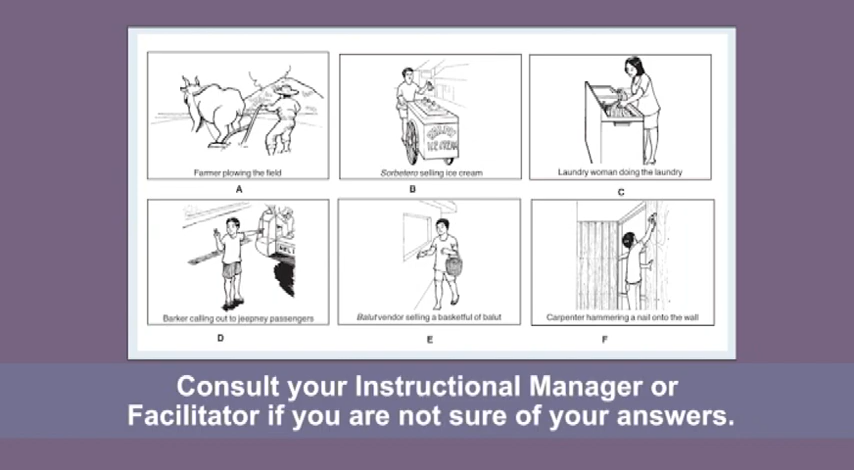 Farmer plowing the field
Sorbetero selling ice cream
Laundry woman doing the laundry
A
B
C
ICE CREAM
Barker calling out to jeepney passengers
Balut vendor selling a basketful of balut
Carpenter hammering a nail onto the wall
D
E
F
Consult your Instructional Manager or
Facilitator if you are not sure of your answers.